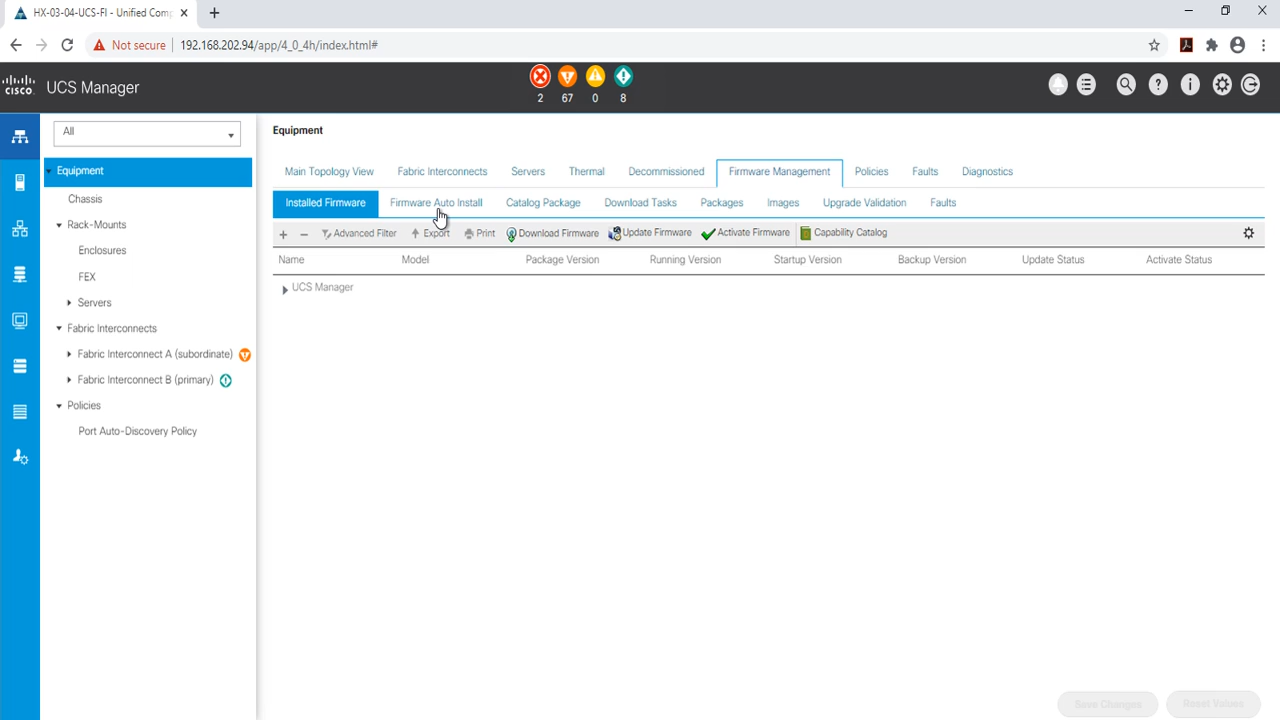 HX-03-04-UCS-FI - Unified Comp
Not secure 192.168.202.94/app/4_0_4h/index.html#
cisco UCS Manager
2 67 0 8
All
Equipment
Chassis
Rack-Mounts
Enclosures
FEX
Servers
Fabric Interconnects
Fabric Interconnect A (subordinate)
Fabric Interconnect B (primary)
Policies
Port Auto-Discovery Policy
Equipment
Main Topology View Fabric Interconnects Servers Thermal Decommissioned Firmware Management Policies Faults Diagnostics
Installed Firmware Firmware Auto Install Catalog Package Download Tasks Packages Images Upgrade Validation Faults
+ − Advanced Filter Export Print Download Firmware Update Firmware Activate Firmware Capability Catalog
Name Model Package Version Running Version Startup Version Backup Version Update Status Activate Status
UCS Manager
Save Changes Reset Values